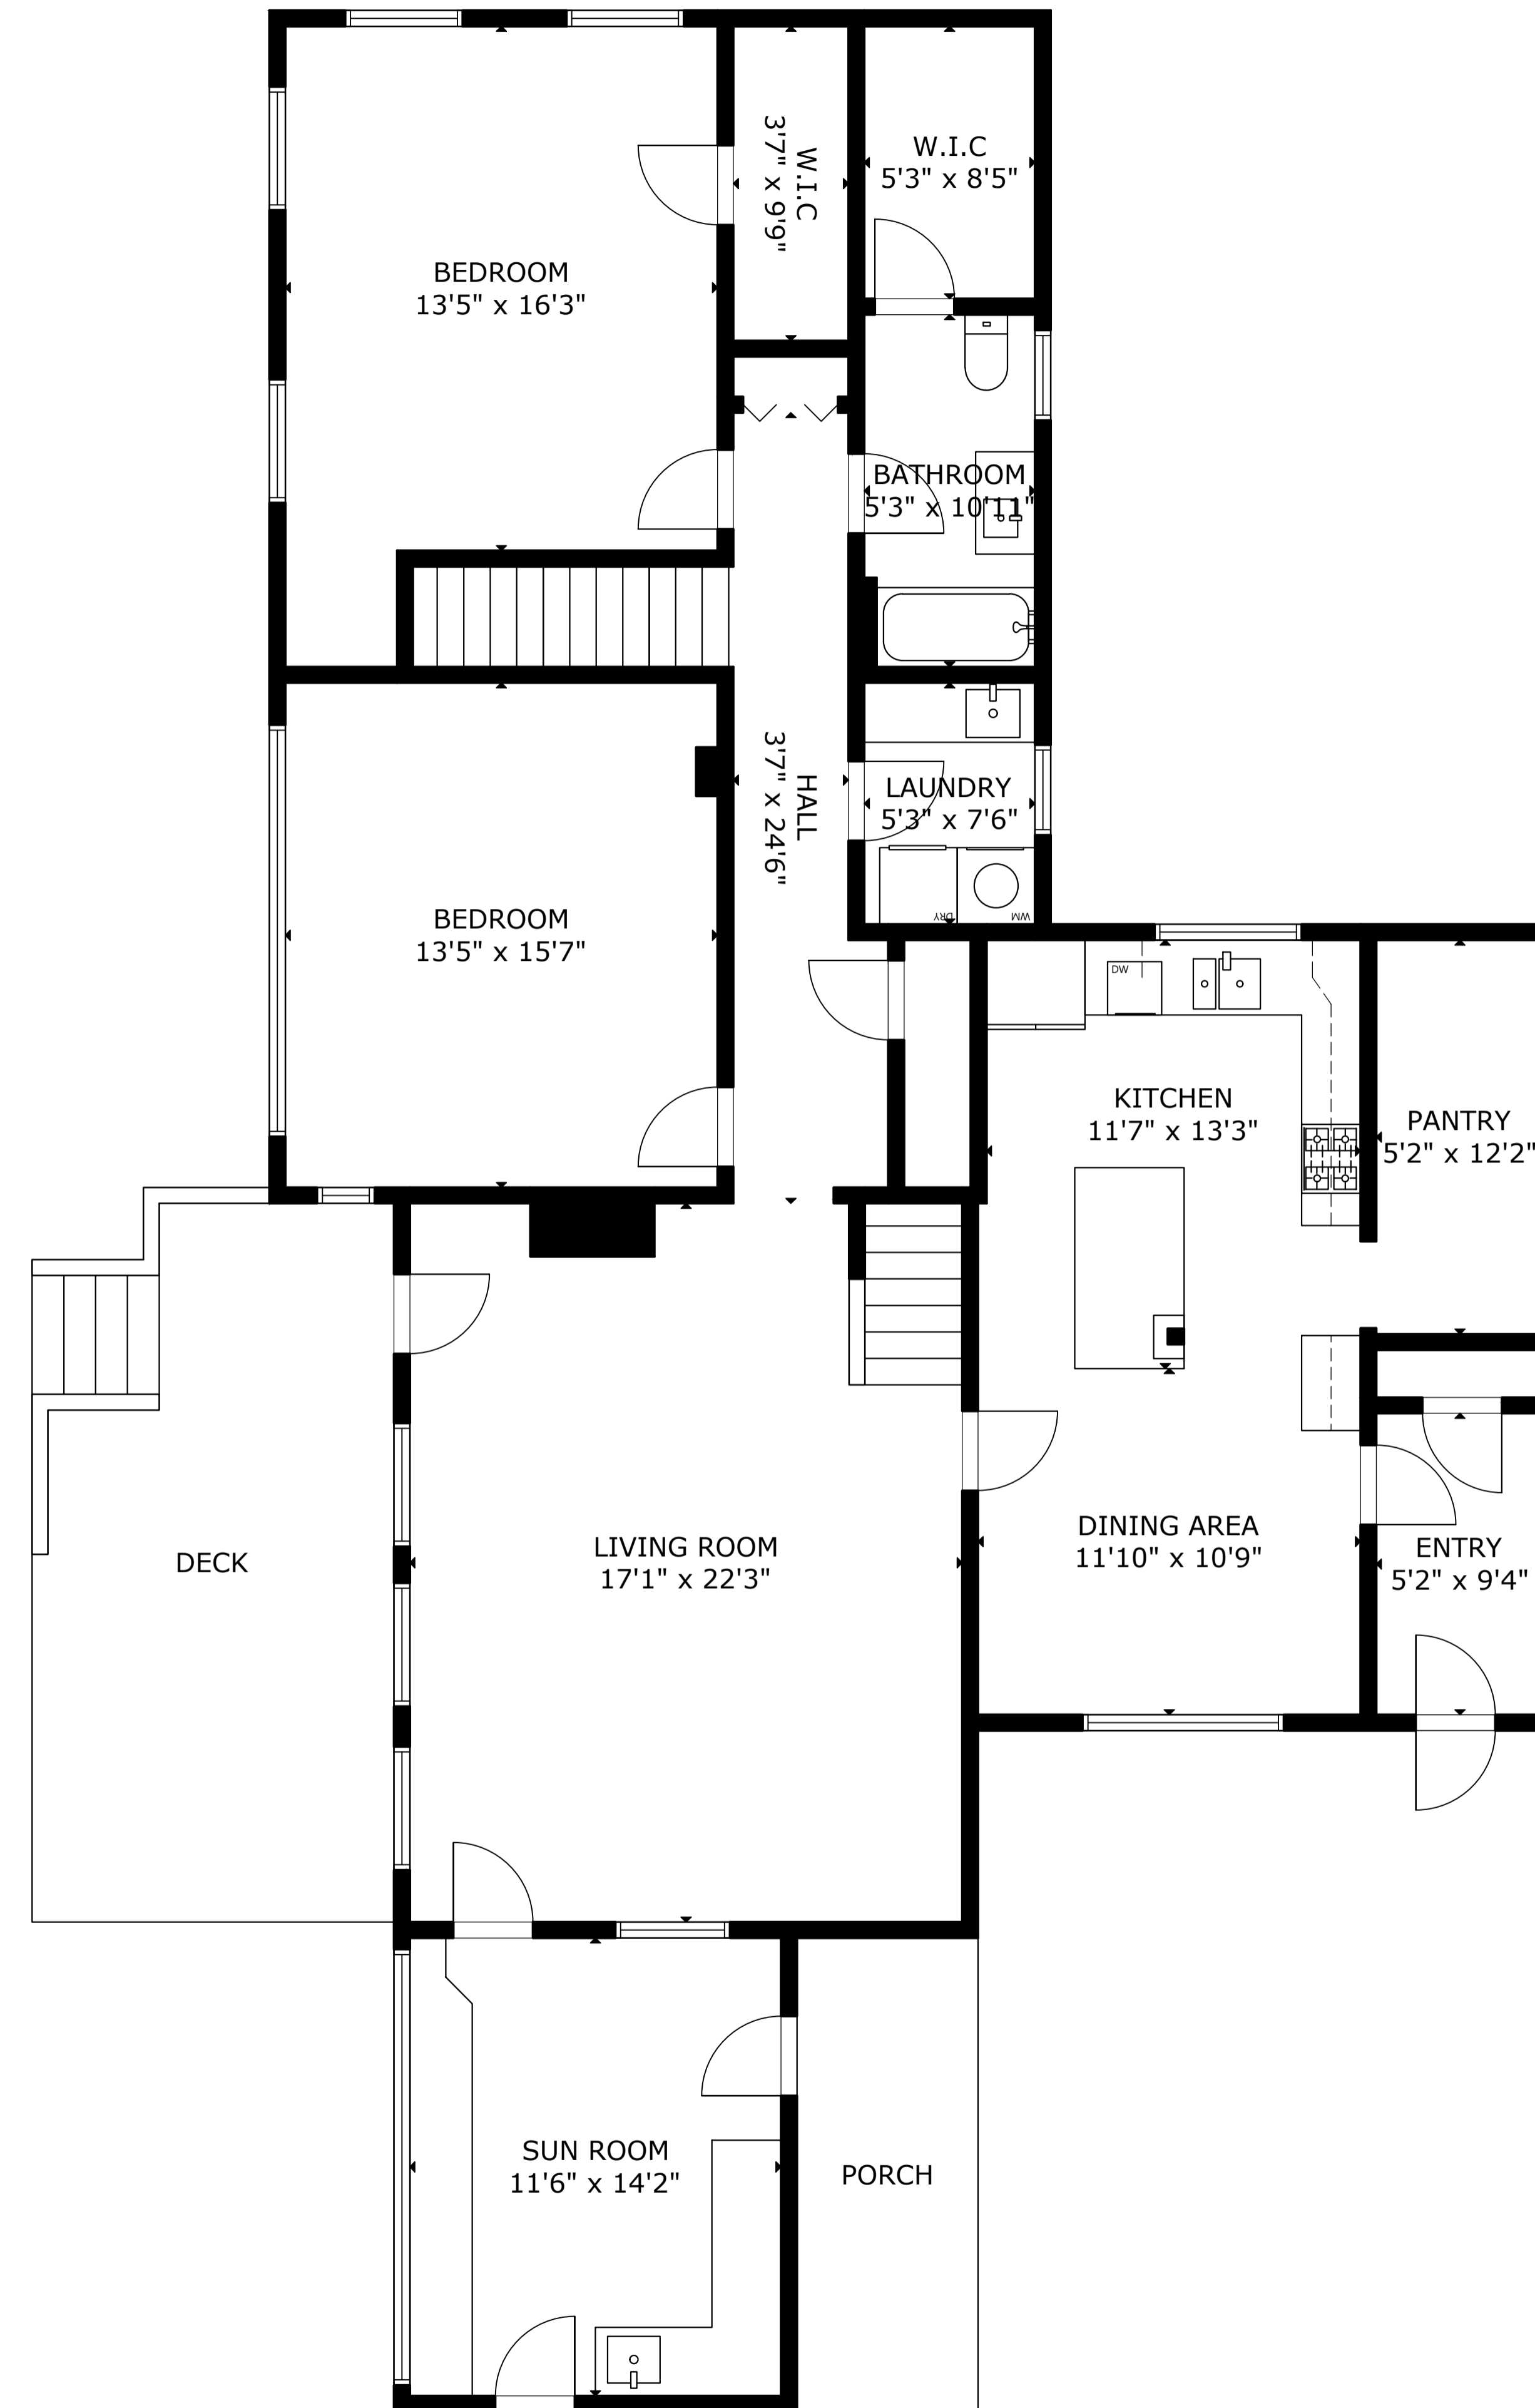 W.I.C
3'7" x 9'9"
W.I.C
5'3" x 8'5"
BEDROOM
13'5" x 16'3"
BATHROOM
5'3" x 10'11"
HALL
3'7" x 24'6"
LAUNDRY
5'3" x 7'6"
DRY
WM
BEDROOM
13'5" x 15'7"
DW
KITCHEN
11'7" x 13'3"
PANTRY
5'2" x 12'2"
DECK
LIVING ROOM
17'1" x 22'3"
DINING AREA
11'10" x 10'9"
ENTRY
5'2" x 9'4"
SUN ROOM
11'6" x 14'2"
PORCH